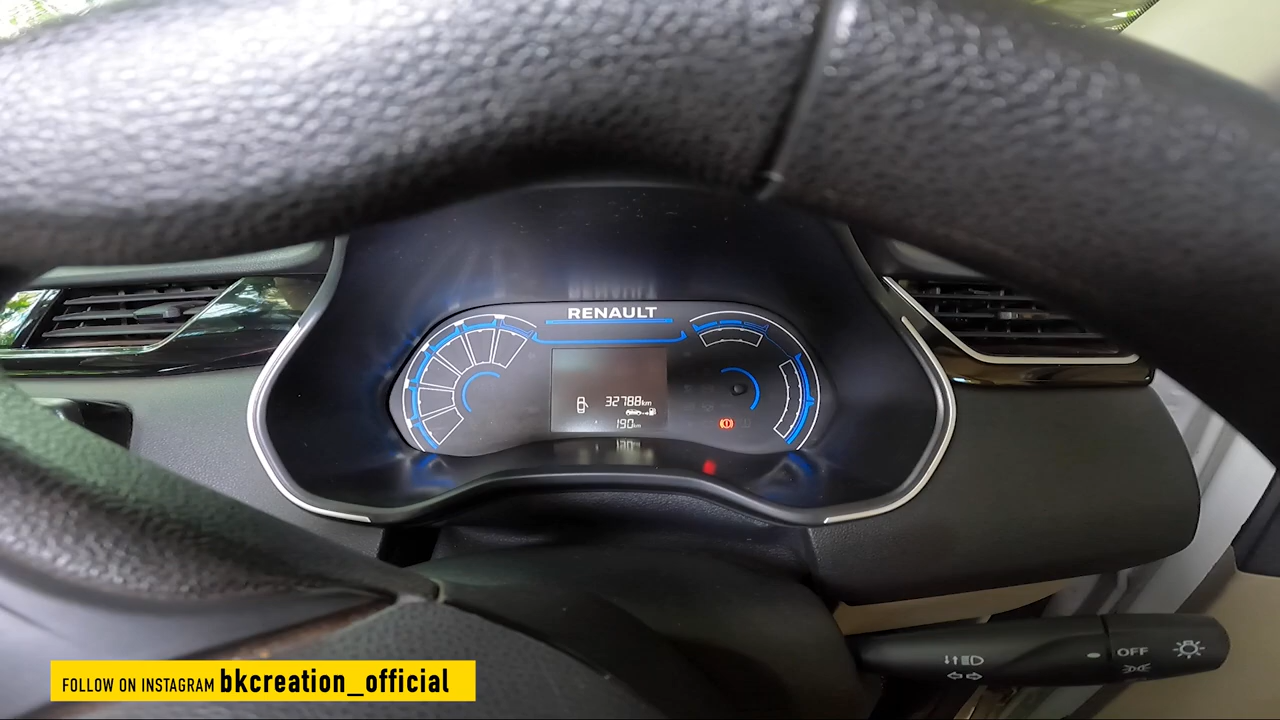 RENAULT
32788km
190km
OFF
FOLLOW ON INSTAGRAM bkcreation_official